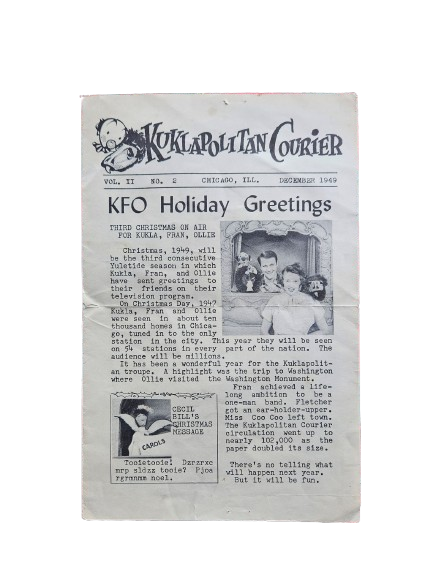 KUKLAPOLITAN COURIER
VOL. II NO. 2 CHICAGO, ILL. DECEMBER 1949
KFO Holiday Greetings
THIRD CHRISTMAS ON AIR
FOR KUKLA, FRAN, OLLIE
Christmas, 1949, will
be the third consecutive
Yuletide season in which
Kukla, Fran, and Ollie
have sent greetings to
their friends on their
television program.
On Christmas Day, 1947
Kukla, Fran and Ollie
were seen in about ten
thousand homes in Chica-
go, tuned in to the only
station in the city. This year they will be seen
on 54 stations in every part of the nation. The
audience will be millions.
It has been a wonderful year for the Kuklapolit-
an troupe. A highlight was the trip to Washington
where Ollie visited the Washington Monument.
Fran achieved a life-
long ambition to be a
one-man band. Fletcher
got an ear-holder-upper.
Miss Coo Coo left town.
The Kuklapolitan Courier
circulation went up to
nearly 102,000 as the
paper doubled its size.
There's no telling what
will happen next year.
But it will be fun.
CECIL
BILL'S
CHRISTMAS
MESSAGE
CAROLS
Tooietooie! Dzrzrxc
mrp sldzz tooie? Pjoa
rgrmnmm noel.